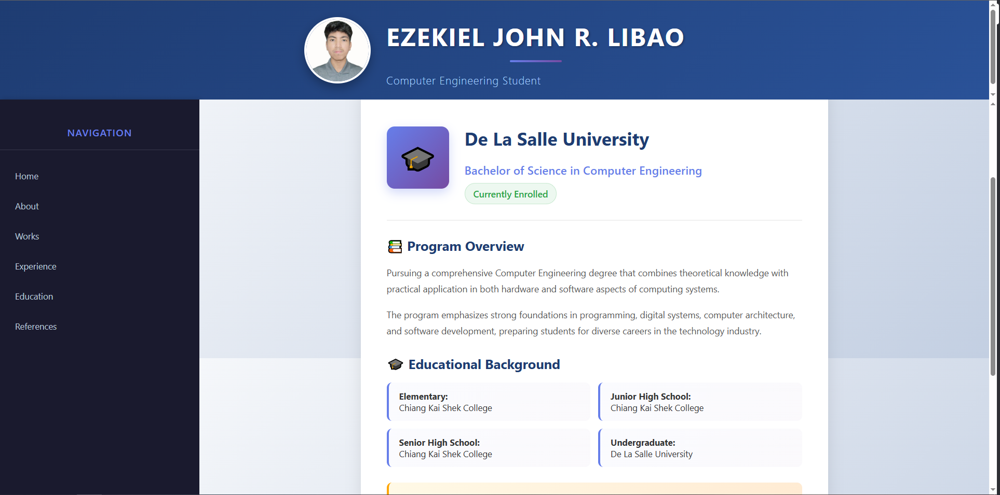 EZEKIEL JOHN R. LIBAO
Computer Engineering Student
NAVIGATION
Home
About
Works
Experience
Education
References
De La Salle University
Bachelor of Science in Computer Engineering
Currently Enrolled
Program Overview
Pursuing a comprehensive Computer Engineering degree that combines theoretical knowledge with
practical application in both hardware and software aspects of computing systems.
The program emphasizes strong foundations in programming, digital systems, computer architecture,
and software development, preparing students for diverse careers in the technology industry.
Educational Background
Elementary:
Chiang Kai Shek College
Junior High School:
Chiang Kai Shek College
Senior High School:
Chiang Kai Shek College
Undergraduate:
De La Salle University